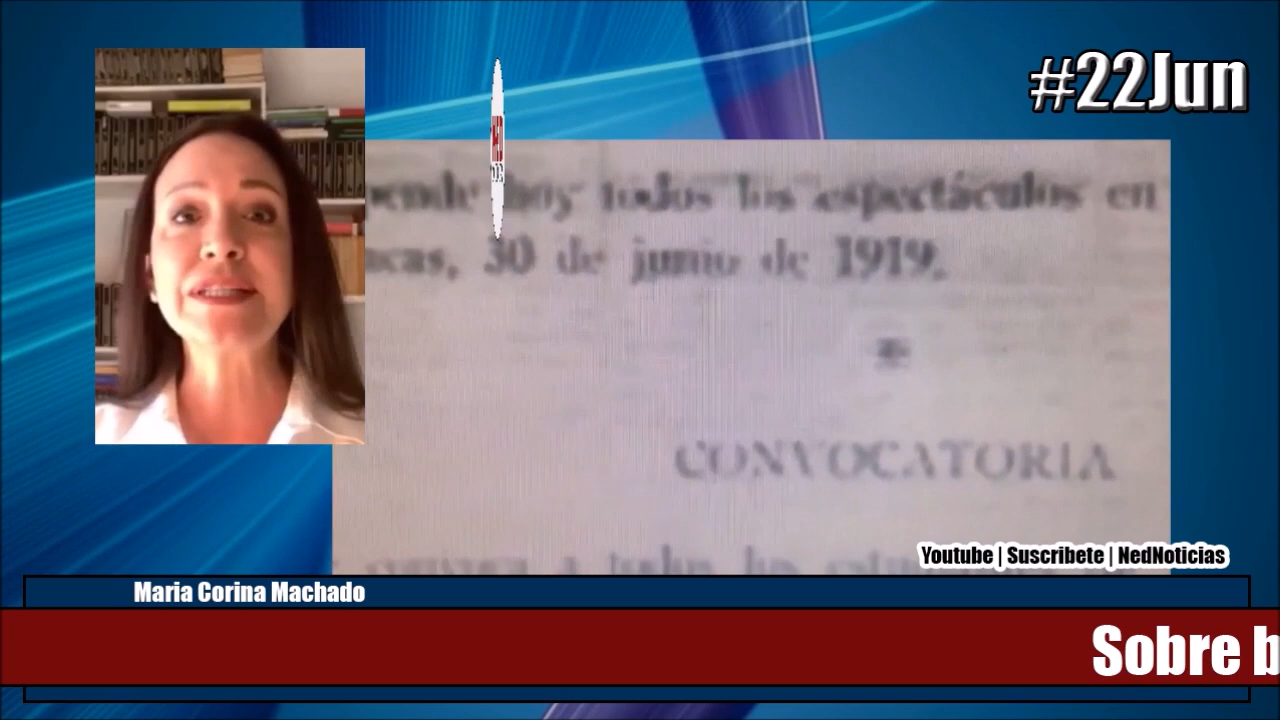 #22Jun
hoy todos los espectáculos en
30 de junio de 1919.
CONVOCATORIA
Youtube | Suscribete | NedNoticias
Maria Corina Machado
Sobre b